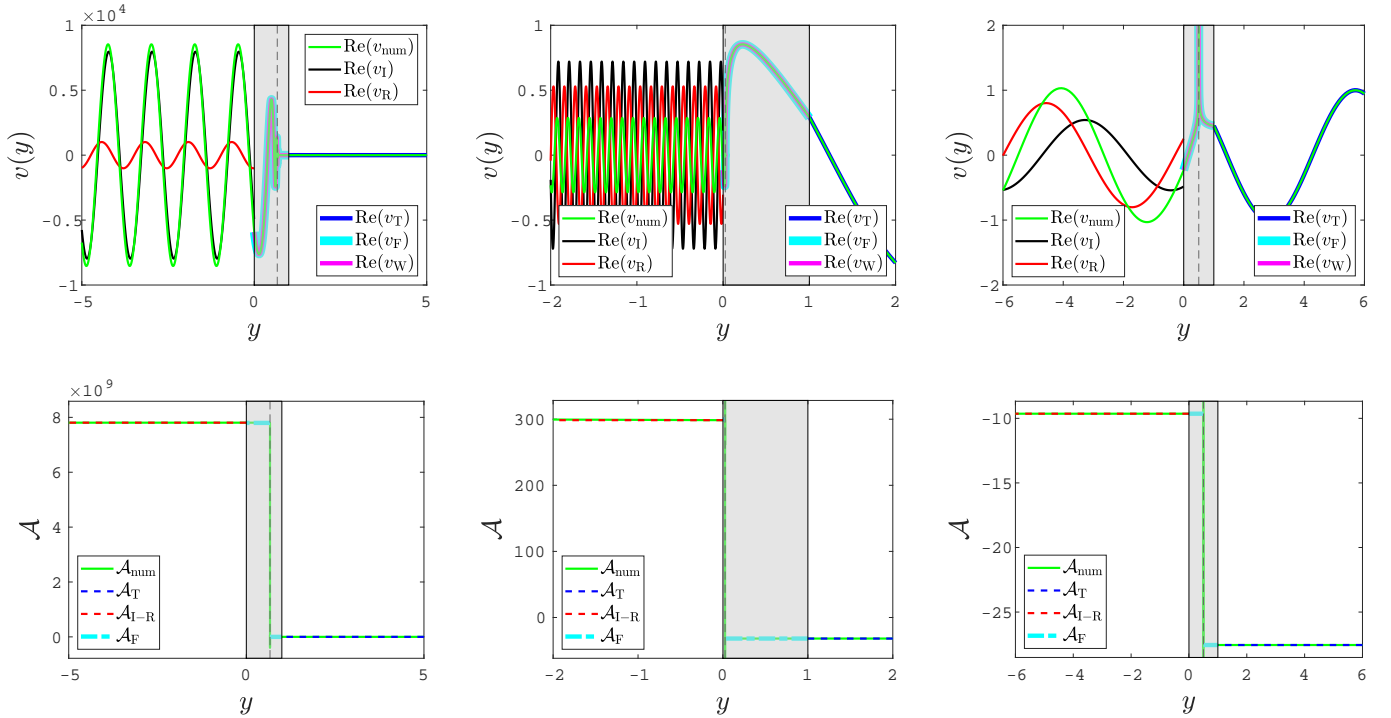 ×10⁴
1
0.5
0
-0.5
-1
v(y)
-5
0
5
y
Re(v_num)
Re(v_I)
Re(v_R)
Re(v_T)
Re(v_F)
Re(v_W)
1
0.5
0
-0.5
-1
v(y)
-2
-1
0
1
2
y
Re(v_num)
Re(v_I)
Re(v_R)
Re(v_T)
Re(v_F)
Re(v_W)
2
1
0
-1
-2
v(y)
-6
-4
-2
0
2
4
6
y
Re(v_num)
Re(v_I)
Re(v_R)
Re(v_T)
Re(v_F)
Re(v_W)
×10⁹
8
6
4
2
0
𝒜
-5
0
5
y
𝒜_num
𝒜_T
𝒜_I−R
𝒜_F
300
200
100
0
𝒜
-2
-1
0
1
2
y
𝒜_num
𝒜_T
𝒜_I−R
𝒜_F
-10
-15
-20
-25
𝒜
-6
-4
-2
0
2
4
6
y
𝒜_num
𝒜_T
𝒜_I−R
𝒜_F